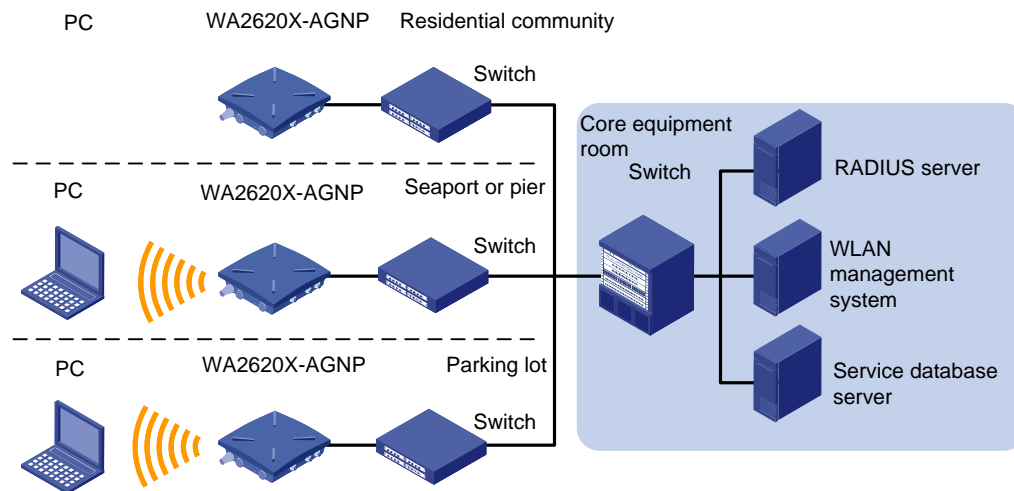 PC
WA2620X-AGNP
Residential community
Switch
Core equipment
room
Switch
RADIUS server
PC
WA2620X-AGNP
Seaport or pier
Switch
WLAN
management
system
PC
WA2620X-AGNP
Parking lot
Switch
Service database
server